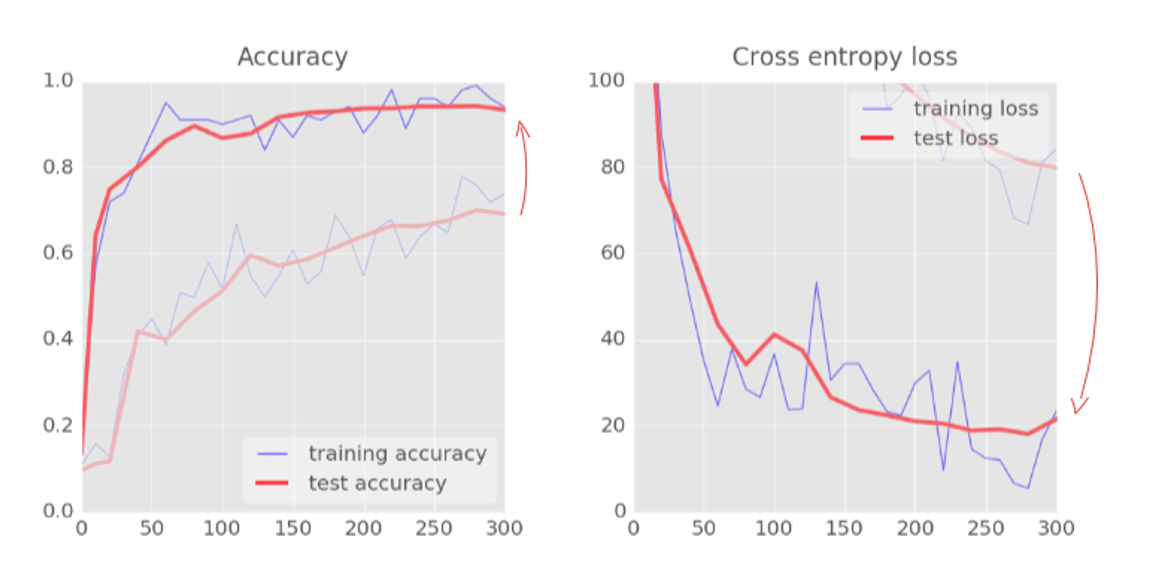 Accuracy
1.0
0.8
0.6
0.4
0.2
0.0
0 50 100 150 200 250 300
training accuracy
test accuracy
Cross entropy loss
100
80
60
40
20
0
0 50 100 150 200 250 300
training loss
test loss